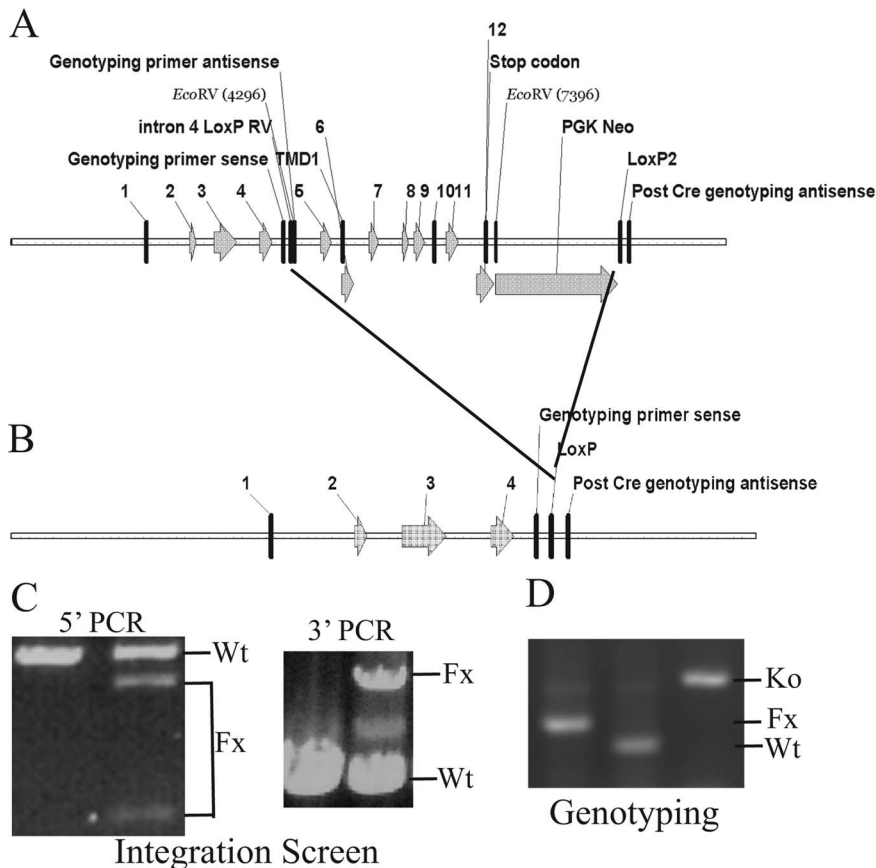 A
12
Genotyping primer antisense
Stop codon
EcoRV (4296)
EcoRV (7396)
intron 4 LoxP RV
6
PGK Neo
Genotyping primer sense TMD1
LoxP2
1 2 3 4 5 7 8 9 10 11
Post Cre genotyping antisense
B
Genotyping primer sense
LoxP
1 2 3 4
Post Cre genotyping antisense
C
5’ PCR
Wt
Fx
3’ PCR
Fx
Wt
Integration Screen
D
Ko
Fx
Wt
Genotyping